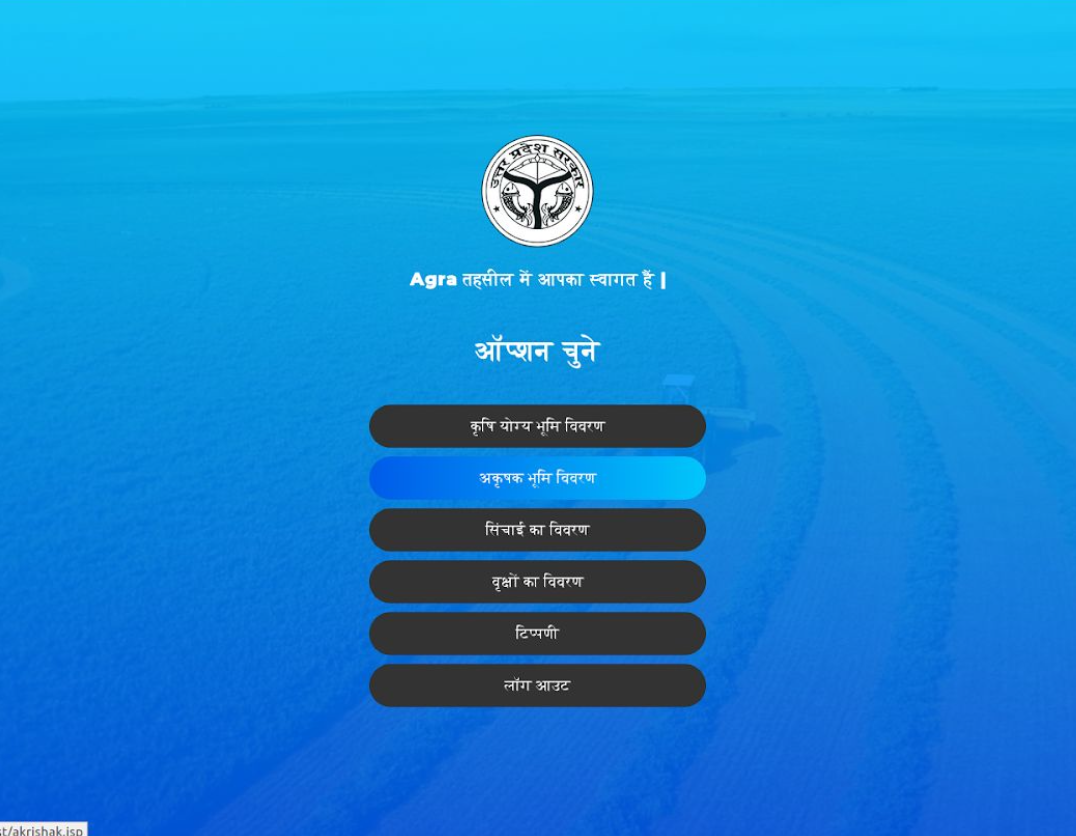 उत्तर प्रदेश सरकार
Agra तहसील में आपका स्वागत हैं |
ऑप्शन चुने
कृषि योग्य भूमि विवरण
अकृषक भूमि विवरण
सिंचाई का विवरण
वृक्षों का विवरण
टिप्पणी
लॉग आउट
st/akrishak.jsp